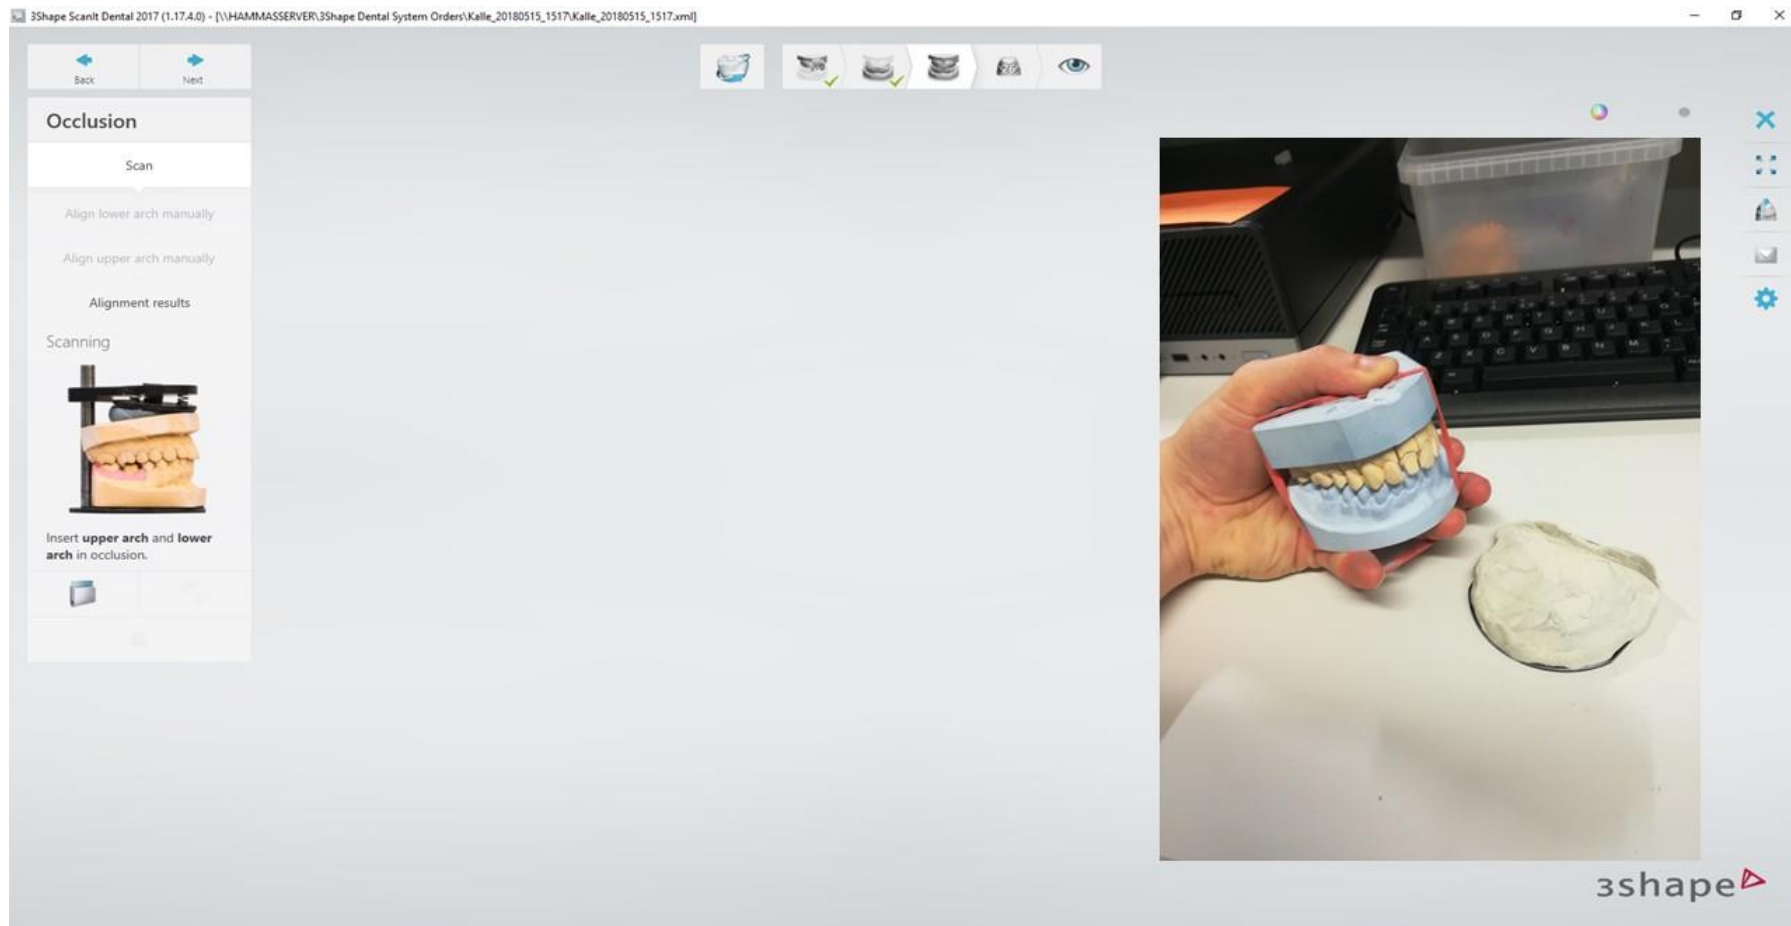 3Shape ScanIt Dental 2017 (1.17.4.0) - [\\HAMMASSERVER\3Shape Dental System Orders\Kalle_20180515_1517\Kalle_20180515_1517.xml]
Back
Next
Occlusion
Scan
Align lower arch manually
Align upper arch manually
Alignment results
Scanning
Insert upper arch and lower
arch in occlusion.
26
3shape